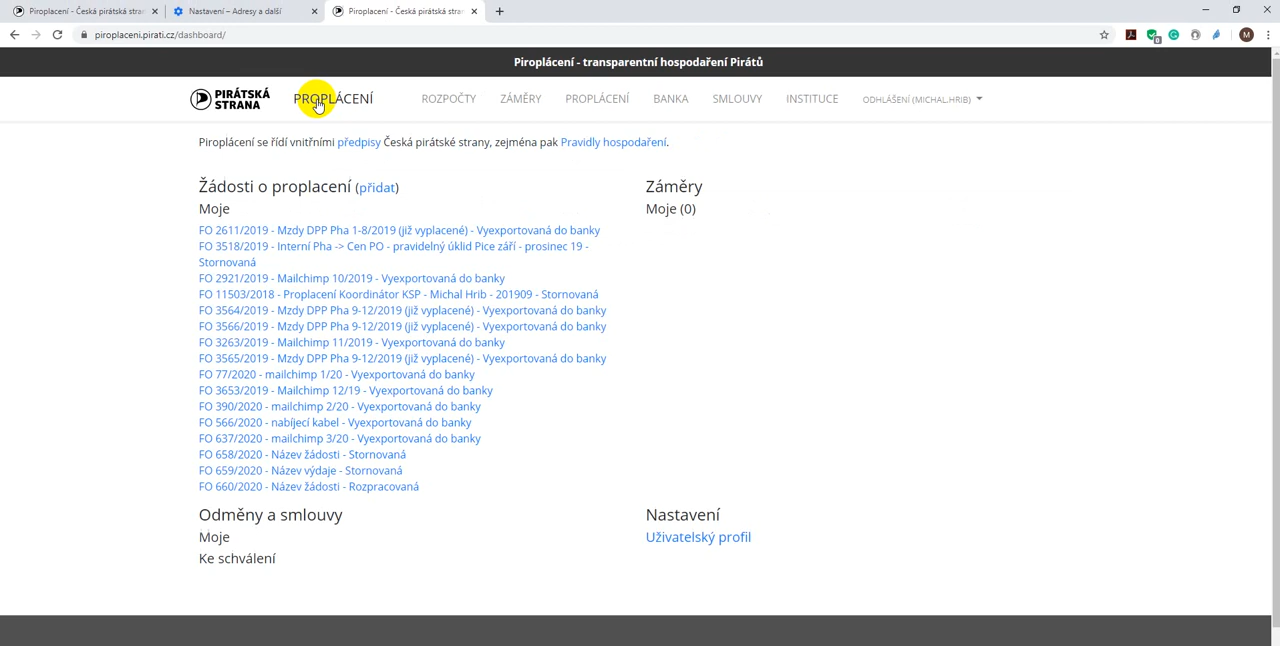 Piroplácení - Česká pirátská stra
Nastavení – Adresy a další
Piroplácení - Česká pirátská stra
piroplaceni.pirati.cz/dashboard/
M
Piroplácení - transparentní hospodaření Pirátů
PIRÁTSKÁ
STRANA
PROPLÁCENÍ
ROZPOČTY
ZÁMĚRY
PROPLÁCENÍ
BANKA
SMLOUVY
INSTITUCE
ODHLÁŠENÍ (MICHAL.HRIB)
Piroplácení se řídí vnitřními předpisy Česká pirátské strany, zejména pak Pravidly hospodaření.
Žádosti o proplacení (přidat)
Moje
FO 2611/2019 - Mzdy DPP Pha 1-8/2019 (již vyplacené) - Vyexportovaná do banky
FO 3518/2019 - Interní Pha -> Cen PO - pravidelný úklid Pice září - prosinec 19 -
Stornovaná
FO 2921/2019 - Mailchimp 10/2019 - Vyexportovaná do banky
FO 11503/2018 - Proplacení Koordinátor KSP - Michal Hrib - 201909 - Stornovaná
FO 3564/2019 - Mzdy DPP Pha 9-12/2019 (již vyplacené) - Vyexportovaná do banky
FO 3566/2019 - Mzdy DPP Pha 9-12/2019 (již vyplacené) - Vyexportovaná do banky
FO 3263/2019 - Mailchimp 11/2019 - Vyexportovaná do banky
FO 3565/2019 - Mzdy DPP Pha 9-12/2019 (již vyplacené) - Vyexportovaná do banky
FO 77/2020 - mailchimp 1/20 - Vyexportovaná do banky
FO 3653/2019 - Mailchimp 12/19 - Vyexportovaná do banky
FO 390/2020 - mailchimp 2/20 - Vyexportovaná do banky
FO 566/2020 - nabíjecí kabel - Vyexportovaná do banky
FO 637/2020 - mailchimp 3/20 - Vyexportovaná do banky
FO 658/2020 - Název žádosti - Stornovaná
FO 659/2020 - Název výdaje - Stornovaná
FO 660/2020 - Název žádosti - Rozpracovaná
Záměry
Moje (0)
Odměny a smlouvy
Moje
Ke schválení
Nastavení
Uživatelský profil